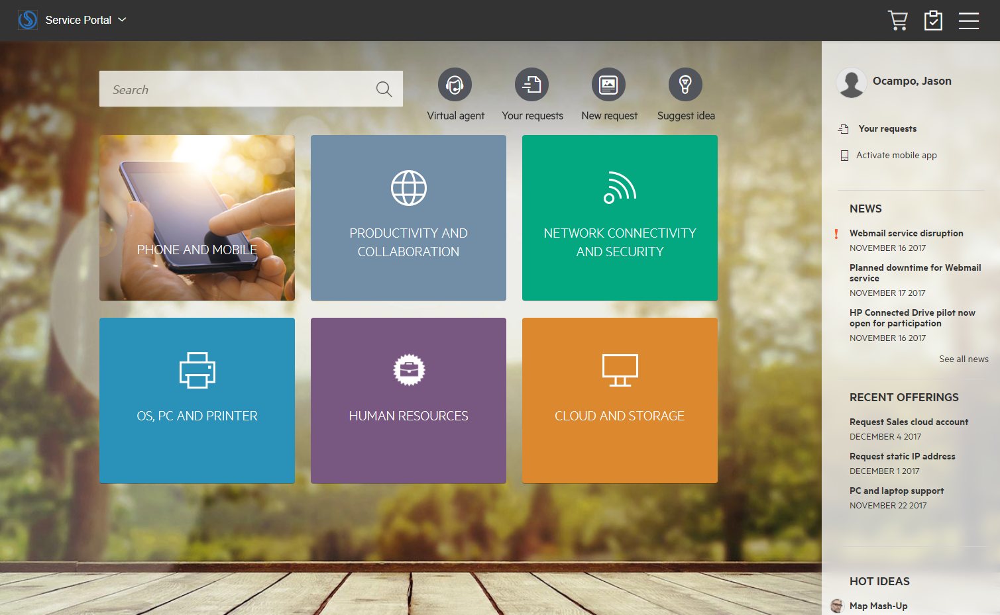 Service Portal
Search
Virtual agent
Your requests
New request
Suggest idea
PHONE AND MOBILE
PRODUCTIVITY AND
COLLABORATION
NETWORK CONNECTIVITY
AND SECURITY
OS, PC AND PRINTER
HUMAN RESOURCES
CLOUD AND STORAGE
Ocampo, Jason
Your requests
Activate mobile app
NEWS
Webmail service disruption
NOVEMBER 16 2017
Planned downtime for Webmail
service
NOVEMBER 17 2017
HP Connected Drive pilot now
open for participation
NOVEMBER 16 2017
See all news
RECENT OFFERINGS
Request Sales cloud account
DECEMBER 4 2017
Request static IP address
DECEMBER 1 2017
PC and laptop support
NOVEMBER 22 2017
HOT IDEAS
Map Mash-Up